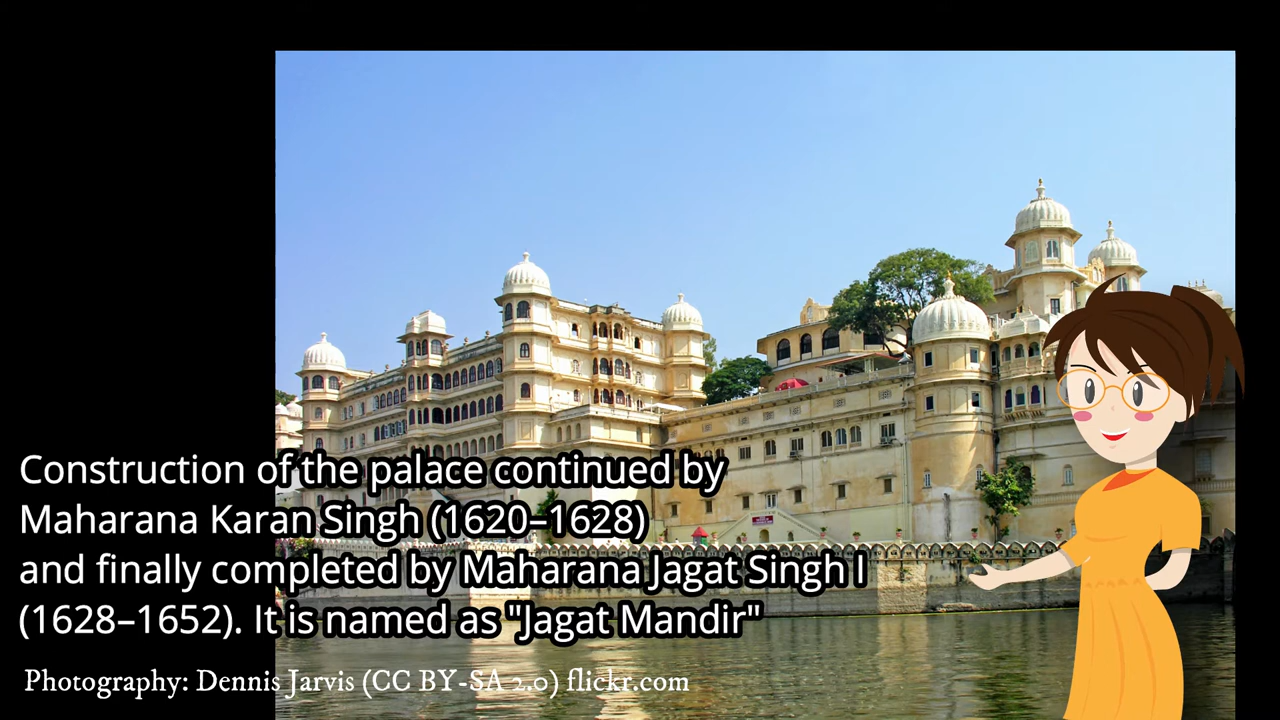 Construction of the palace continued by
Maharana Karan Singh (1620–1628)
and finally completed by Maharana Jagat Singh I
(1628–1652). It is named as "Jagat Mandir"
Photography: Dennis Jarvis (CC BY-SA 2.0) flickr.com